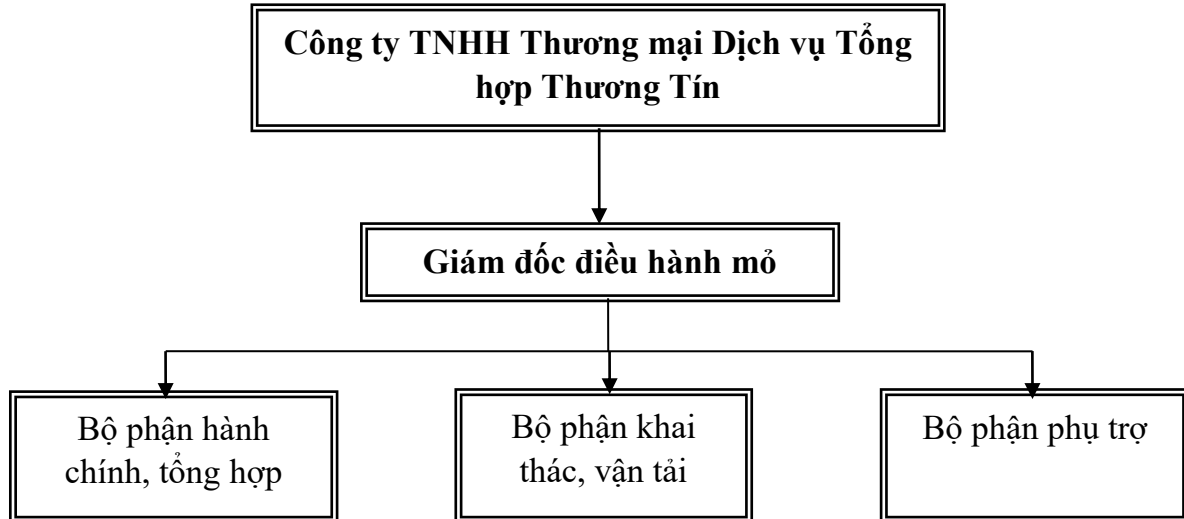 Công ty TNHH Thương mại Dịch vụ Tổng
hợp Thương Tín
Giám đốc điều hành mỏ
Bộ phận hành
chính, tổng hợp
Bộ phận khai
thác, vận tải
Bộ phận phụ trợ